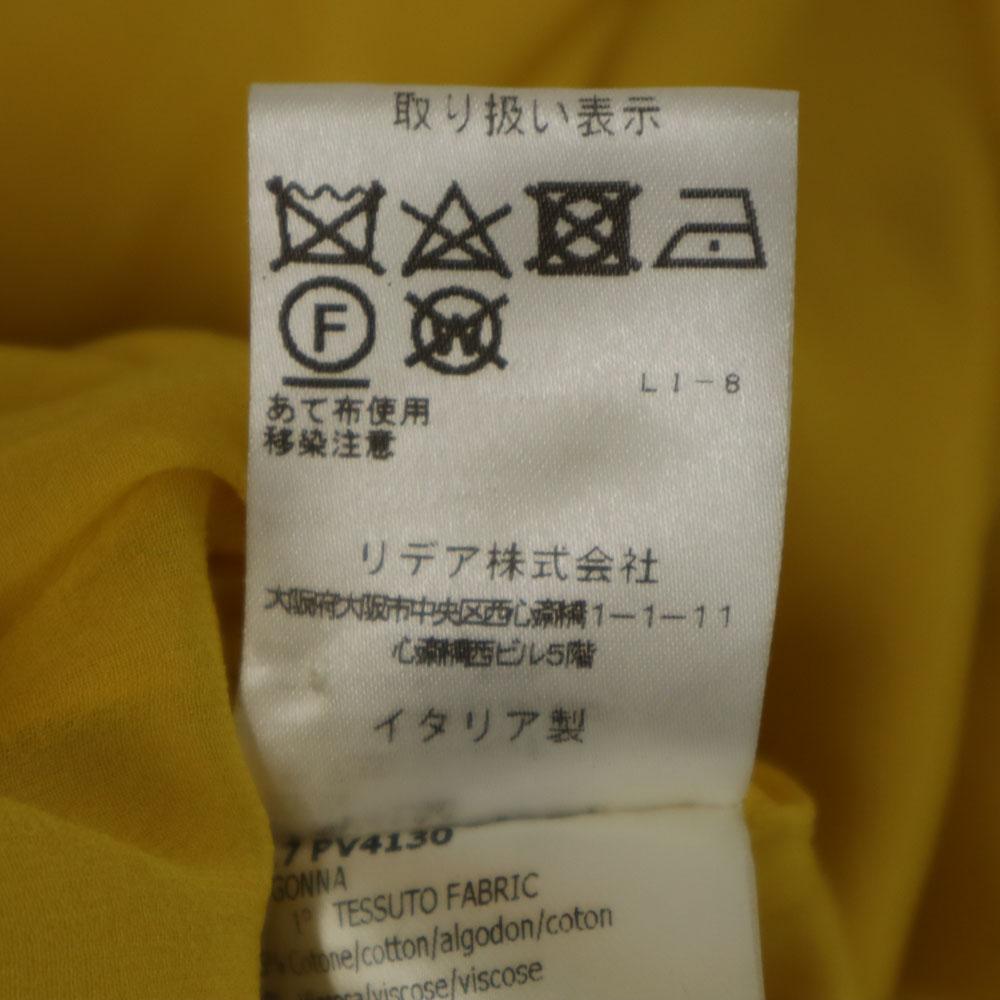 取り扱い表示
F W
L I - 8
あて布使用
移染注意
リデア株式会社
大阪府大阪市中央区西心斎橋1-1-11
心斎橋西ビル5階
イタリア製
7 PV4130
GONNA
1° TESSUTO FABRIC
% Cotone/cotton/algodon/coton
/viscose/viscose